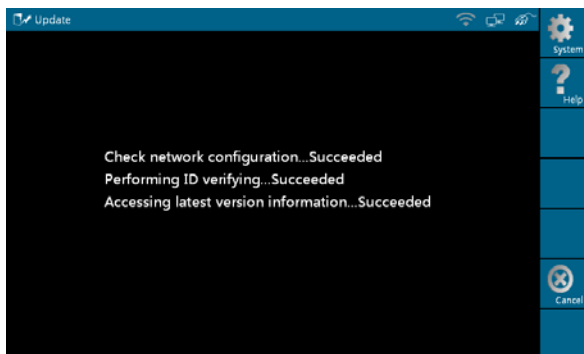 Update
System
Help
Check network configuration...Succeeded
Performing ID verifying...Succeeded
Accessing latest version information...Succeeded
Cancel